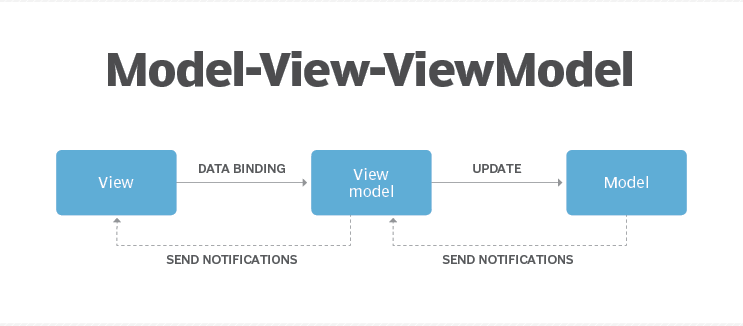 Model-View-ViewModel
View
DATA BINDING
View
model
UPDATE
Model
SEND NOTIFICATIONS
SEND NOTIFICATIONS